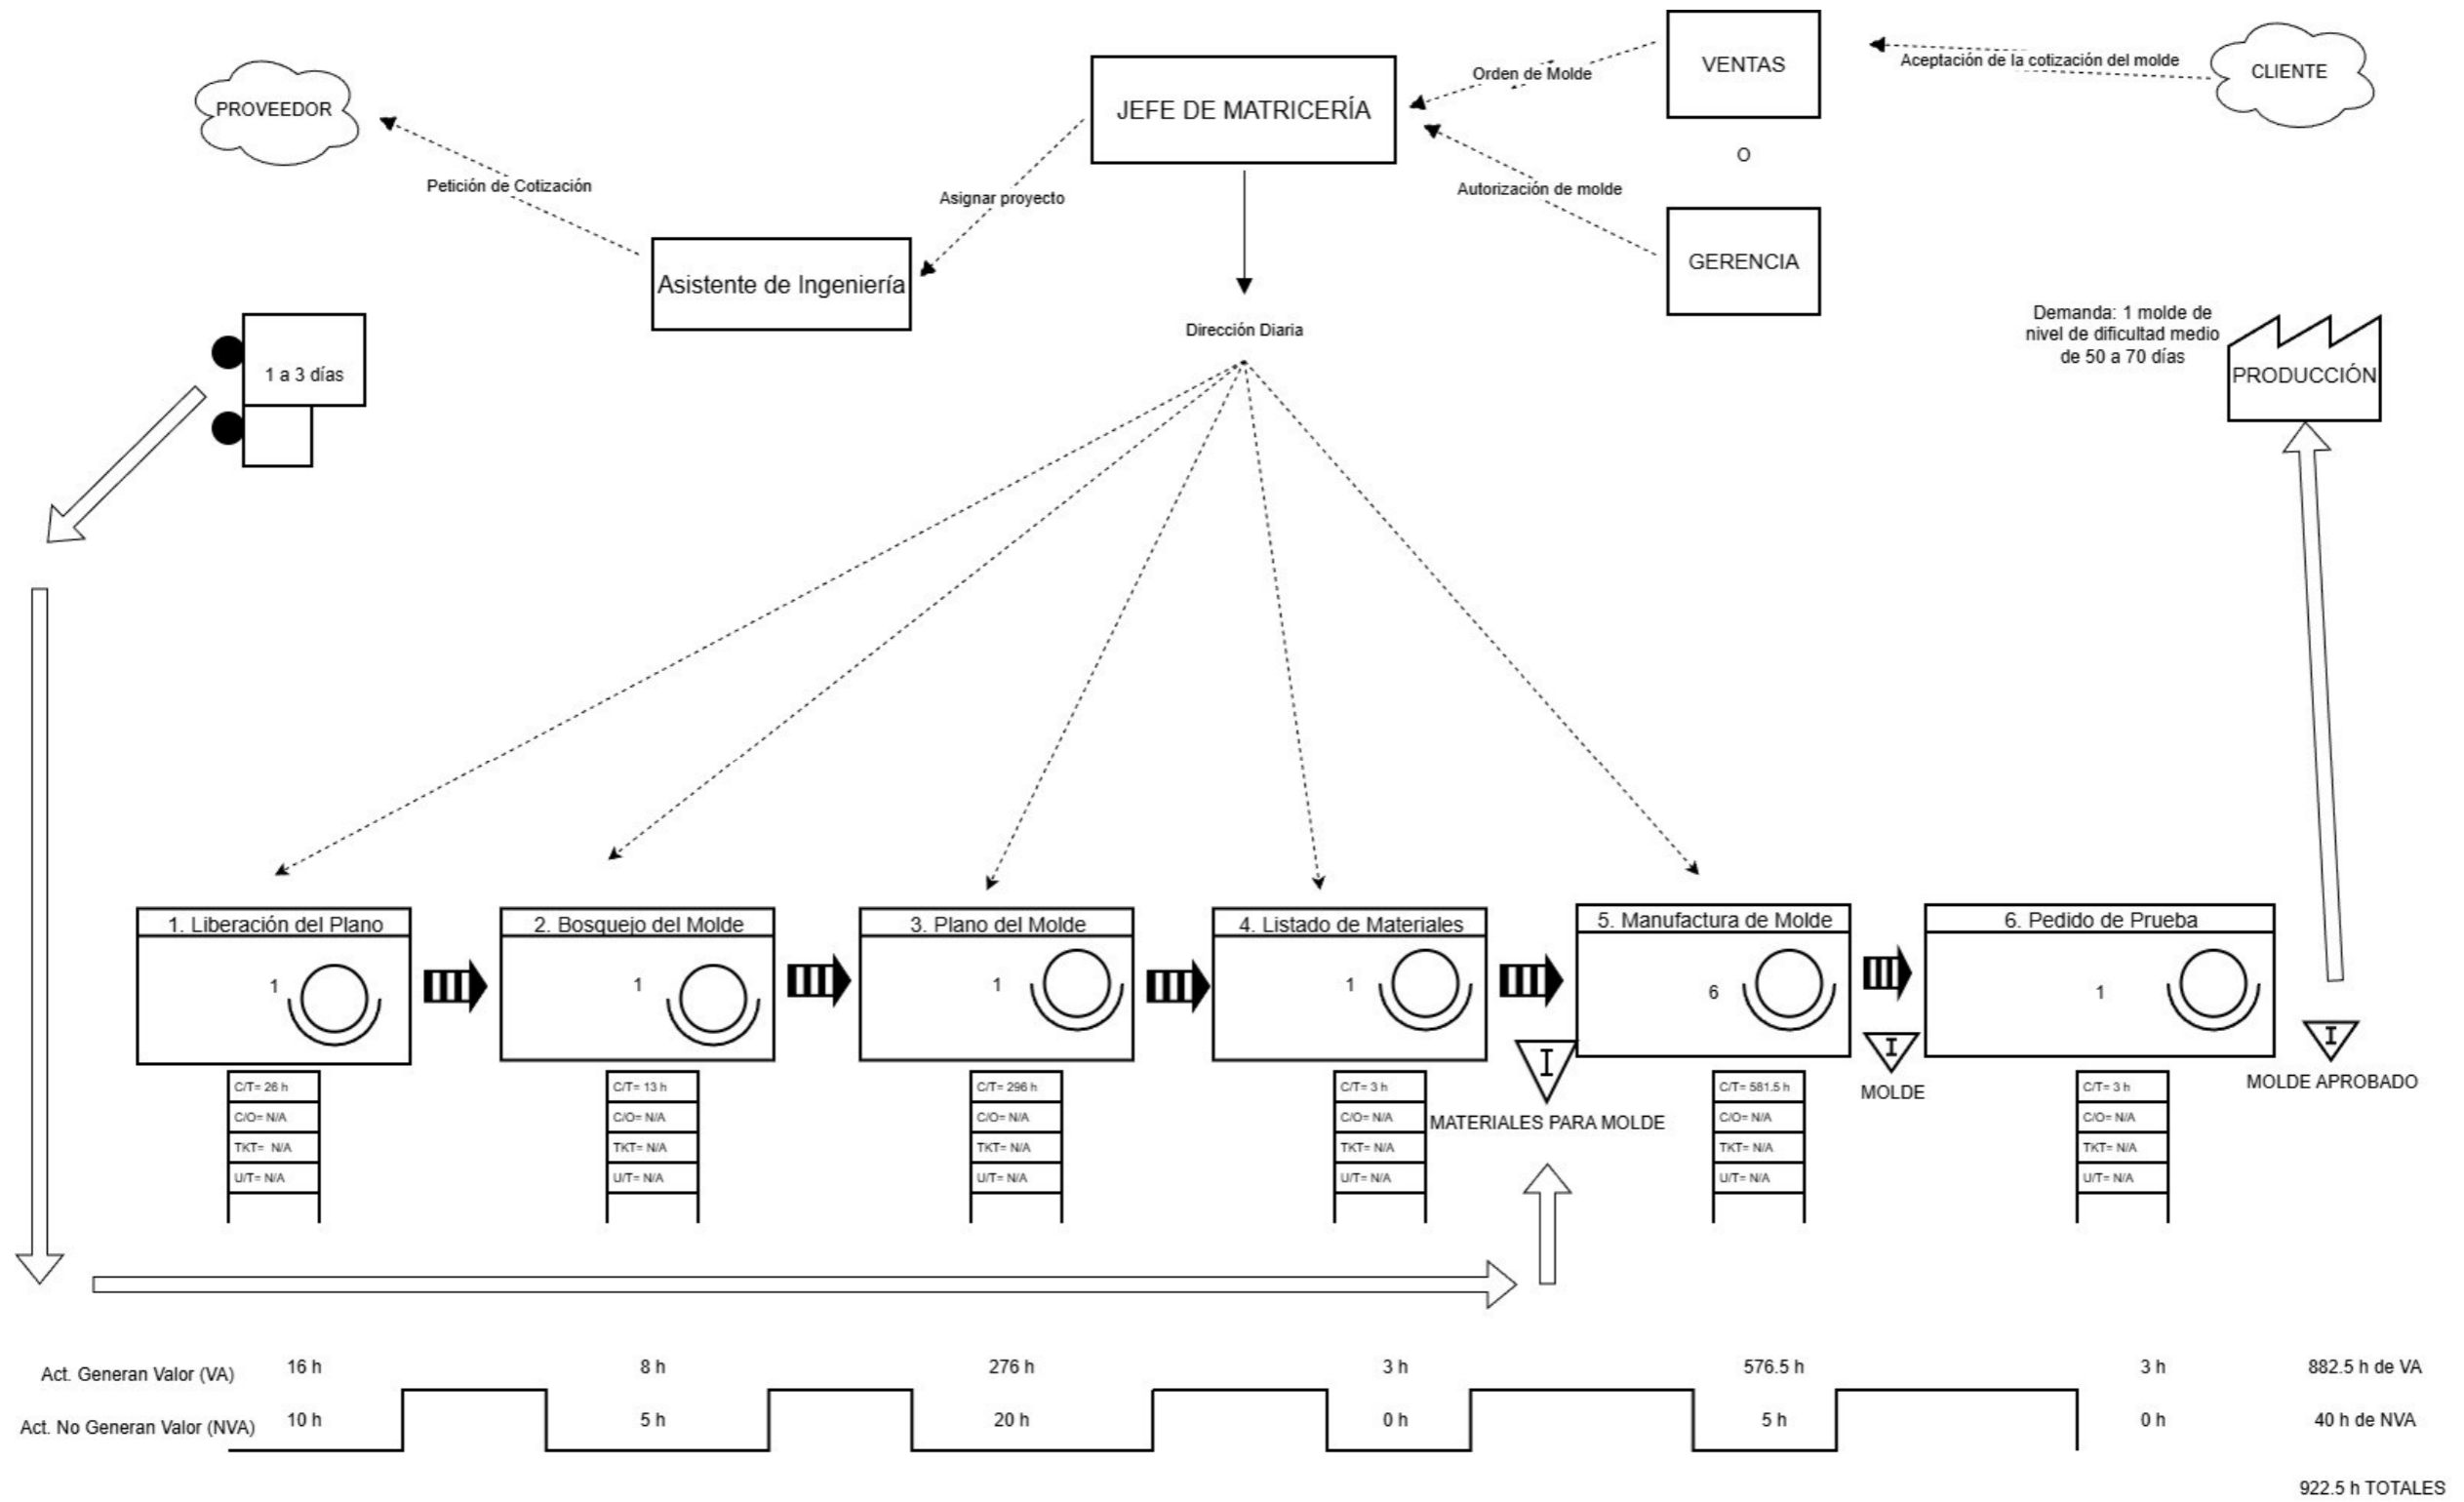 PROVEEDOR
Petición de Cotización
Asistente de Ingeniería
Asignar proyecto
JEFE DE MATRICERÍA
Orden de Molde
VENTAS
O
Autorización de molde
GERENCIA
Aceptación de la cotización del molde
CLIENTE
Dirección Diaria
1 a 3 días
Demanda: 1 molde de
nivel de dificultad medio
de 50 a 70 días
PRODUCCIÓN
1. Liberación del Plano
1
C/T= 26 h
C/O= N/A
TKT= N/A
U/T= N/A
2. Bosquejo del Molde
1
C/T= 13 h
C/O= N/A
TKT= N/A
U/T= N/A
3. Plano del Molde
1
C/T= 296 h
C/O= N/A
TKT= N/A
U/T= N/A
4. Listado de Materiales
1
C/T= 3 h
C/O= N/A
TKT= N/A
U/T= N/A
I
MATERIALES PARA MOLDE
5. Manufactura de Molde
6
C/T= 581.5 h
C/O= N/A
TKT= N/A
U/T= N/A
I
MOLDE
6. Pedido de Prueba
1
C/T= 3 h
C/O= N/A
TKT= N/A
U/T= N/A
I
MOLDE APROBADO
Act. Generan Valor (VA) 16 h 8 h 276 h 3 h 576.5 h 3 h 882.5 h de VA
Act. No Generan Valor (NVA) 10 h 5 h 20 h 0 h 5 h 0 h 40 h de NVA
922.5 h TOTALES